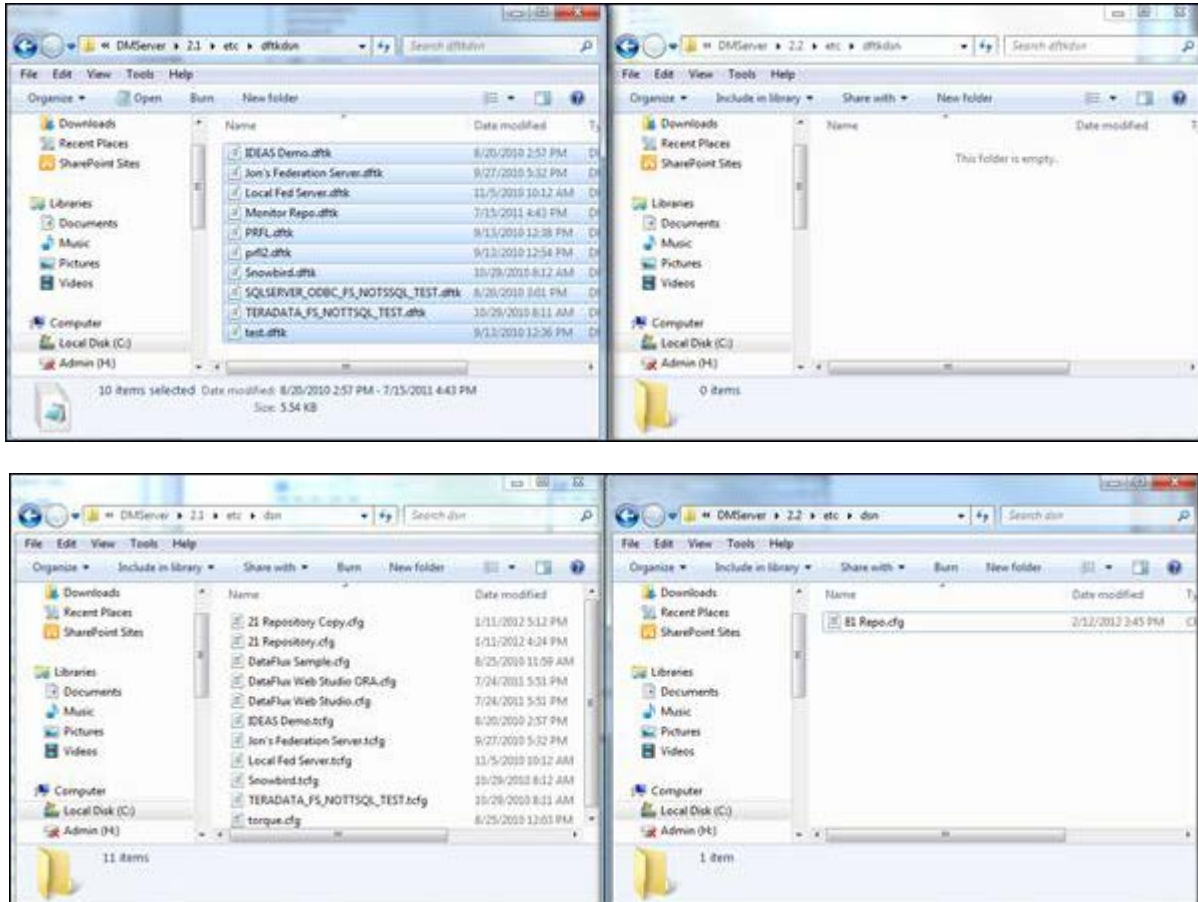 « DMServer ▸ 2.1 ▸ etc ▸ dftkdsn Search dftkdsn
File Edit View Tools Help
Organize Open Burn New folder
Downloads
Recent Places
SharePoint Sites
Libraries
Documents
Music
Pictures
Videos
Computer
Local Disk (C:)
Admin (H:)
Name Date modified
IDEAS Demo.dftk 8/20/2010 2:57 PM
Jon's Federation Server.dftk 9/27/2010 5:32 PM
Local Fed Server.dftk 11/5/2010 10:12 AM
Monitor Repo.dftk 7/15/2011 4:43 PM
PRFL.dftk 9/13/2010 12:38 PM
prfl2.dftk 9/13/2010 12:54 PM
Snowbird.dftk 10/29/2010 8:12 AM
SQLSERVER_ODBC_FS_NOTSSQL_TEST.dftk 8/20/2010 3:01 PM
TERADATA_FS_NOTTSQL_TEST.dftk 10/29/2010 8:11 AM
test.dftk 9/13/2010 12:36 PM
10 items selected Date modified: 8/20/2010 2:57 PM - 7/15/2011 4:43 PM
Size: 5.54 KB
« DMServer ▸ 2.2 ▸ etc ▸ dftkdsn Search dftkdsn
File Edit View Tools Help
Organize Include in library Share with New folder
Downloads
Recent Places
SharePoint Sites
Libraries
Documents
Music
Pictures
Videos
Computer
Local Disk (C:)
Admin (H:)
Name Date modified
This folder is empty.
0 items
« DMServer ▸ 2.1 ▸ etc ▸ dsn Search dsn
File Edit View Tools Help
Organize Include in library Share with Burn New folder
Downloads
Recent Places
SharePoint Sites
Libraries
Documents
Music
Pictures
Videos
Computer
Local Disk (C:)
Admin (H:)
Name Date modified
21 Repository Copy.cfg 1/11/2012 5:12 PM
21 Repository.cfg 1/11/2012 4:24 PM
DataFlux Sample.cfg 8/25/2010 11:59 AM
DataFlux Web Studio ORA.cfg 7/24/2011 5:51 PM
DataFlux Web Studio.cfg 7/24/2011 5:51 PM
IDEAS Demo.tcfg 8/20/2010 2:57 PM
Jon's Federation Server.tcfg 9/27/2010 5:32 PM
Local Fed Server.tcfg 11/5/2010 10:12 AM
Snowbird.tcfg 10/29/2010 8:12 AM
TERADATA_FS_NOTTSQL_TEST.tcfg 10/29/2010 8:11 AM
torque.cfg 8/25/2010 12:03 PM
11 items
« DMServer ▸ 2.2 ▸ etc ▸ dsn Search dsn
File Edit View Tools Help
Organize Include in library Share with Burn New folder
Downloads
Recent Places
SharePoint Sites
Libraries
Documents
Music
Pictures
Videos
Computer
Local Disk (C:)
Admin (H:)
Name Date modified
81 Repo.cfg 2/12/2012 3:45 PM
1 item